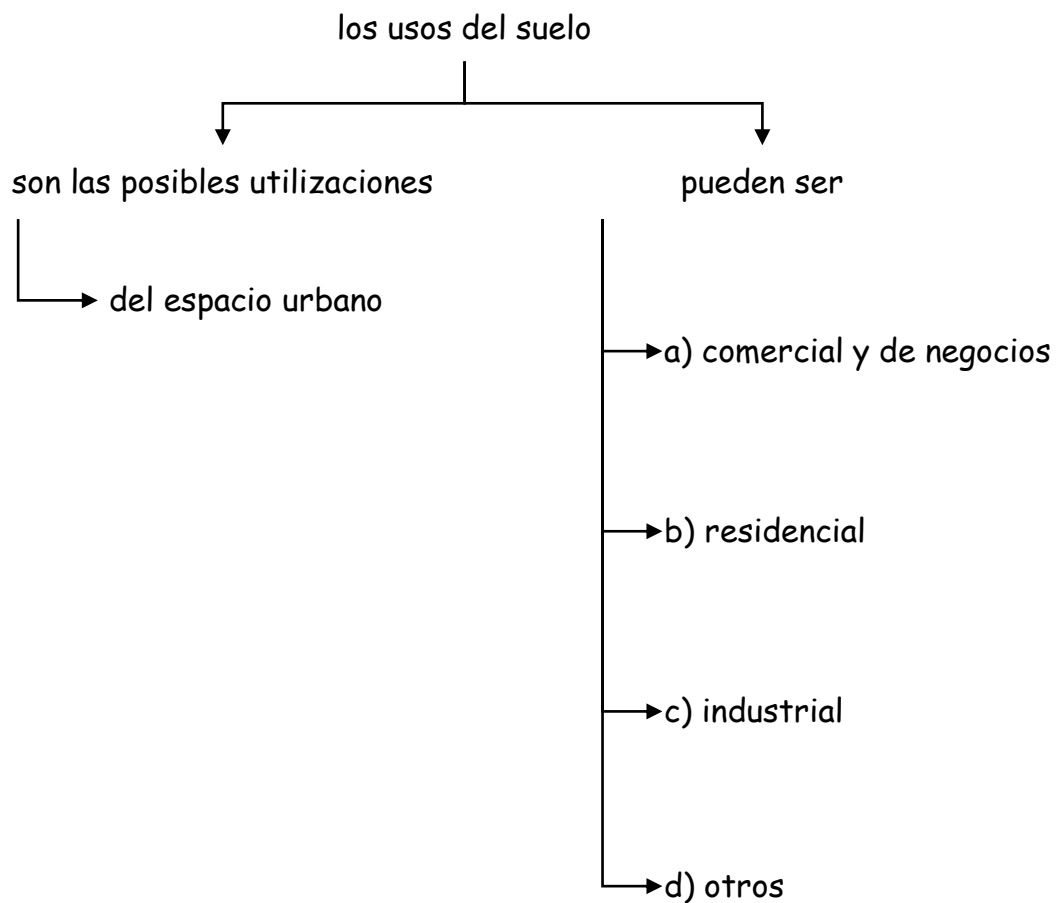 los usos del suelo
son las posibles utilizaciones
del espacio urbano
pueden ser
a) comercial y de negocios
b) residencial
c) industrial
d) otros